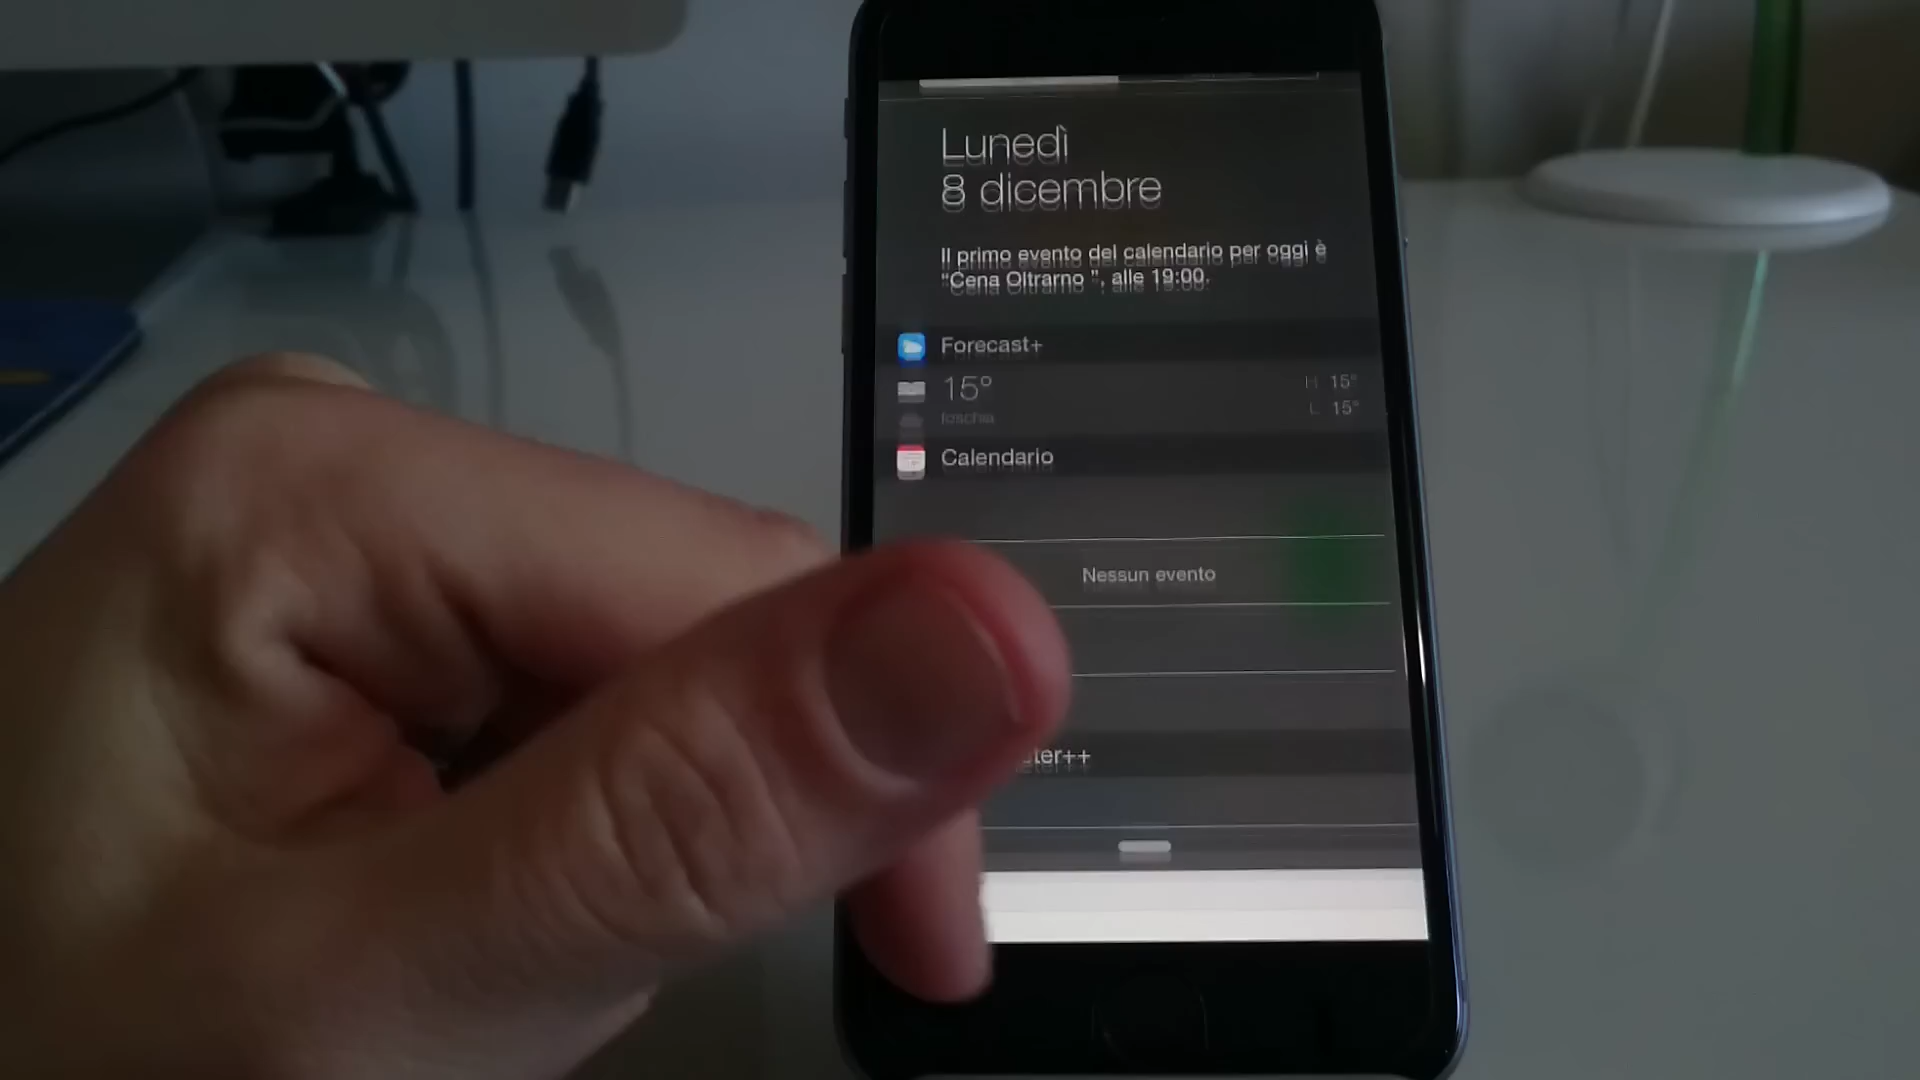 Lunedì
8 dicembre
Il primo evento del calendario per oggi è
“Cena Oltrarno ”, alle 19:00.
Forecast+
15° H 15°
foschia L 15°
Calendario
Nessun evento